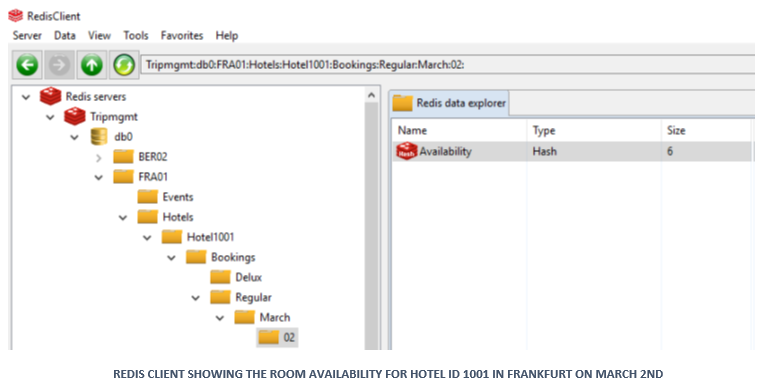 RedisClient
Server Data View Tools Favorites Help
Tripmgmt:db0:FRA01:Hotels:Hotel1001:Bookings:Regular:March:02:
Redis servers
Tripmgmt
db0
BER02
FRA01
Events
Hotels
Hotel1001
Bookings
Delux
Regular
March
02
Redis data explorer
Name Type Size
Hash Availability Hash 6
REDIS CLIENT SHOWING THE ROOM AVAILABILITY FOR HOTEL ID 1001 IN FRANKFURT ON MARCH 2ND